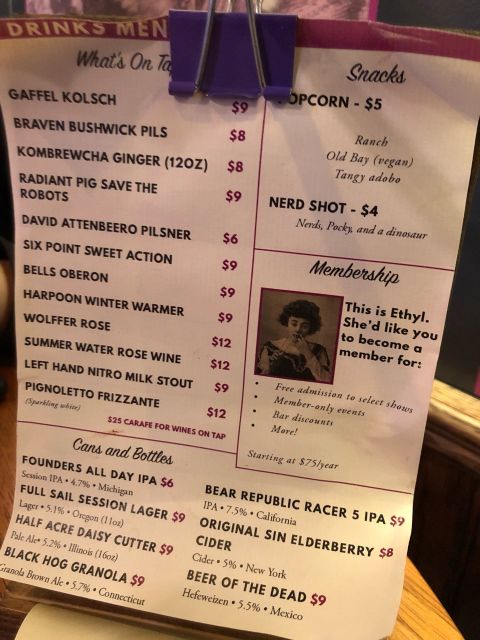 DRINKS MEN
What's On Ta
GAFFEL KOLSCH $9
BRAVEN BUSHWICK PILS $8
KOMBREWCHA GINGER (12OZ) $8
RADIANT PIG SAVE THE
ROBOTS $9
DAVID ATTENBEERO PILSNER $6
SIX POINT SWEET ACTION $9
BELLS OBERON $9
HARPOON WINTER WARMER $9
WOLFFER ROSE $12
SUMMER WATER ROSE WINE $12
LEFT HAND NITRO MILK STOUT $9
PIGNOLETTO FRIZZANTE $12
(Sparkling white)
$25 CARAFE FOR WINES ON TAP
Snacks
POPCORN - $5
Ranch
Old Bay (vegan)
Tangy adobo
NERD SHOT - $4
Nerds, Pocky, and a dinosaur
Membership
This is Ethyl.
She'd like you
to become a
member for:
• Free admission to select shows
• Member-only events
• Bar discounts
• More!
Starting at $75/year
Cans and Bottles
FOUNDERS ALL DAY IPA $6
Session IPA • 4.7% • Michigan
FULL SAIL SESSION LAGER $9
Lager • 5.1% • Oregon (11oz)
HALF ACRE DAISY CUTTER $9
Pale Ale • 5.2% • Illinois (16oz)
BLACK HOG GRANOLA $9
Granola Brown Ale • 5.7% • Connecticut
BEAR REPUBLIC RACER 5 IPA $9
IPA • 7.5% • California
ORIGINAL SIN ELDERBERRY $8
CIDER
Cider • 5% • New York
BEER OF THE DEAD $9
Hefeweizen • 5.5% • Mexico